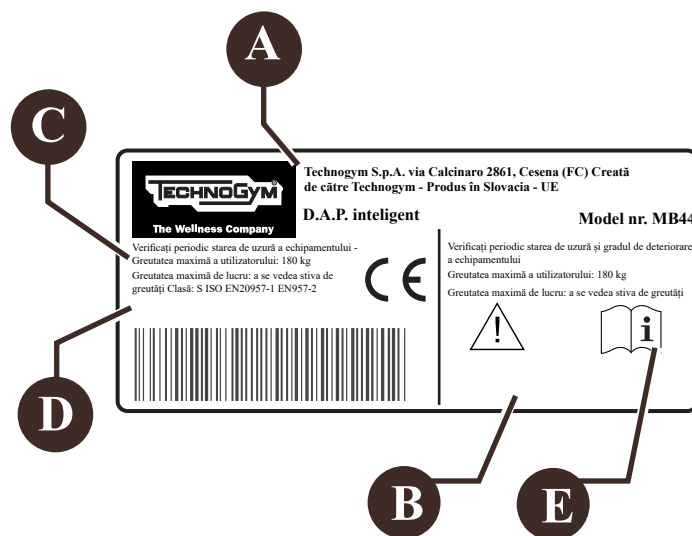 A
C
Technogym S.p.A. via Calcinaro 2861, Cesena (FC) Creată
de către Technogym - Produs în Slovacia - UE
TECHNOGYM®
The Wellness Company
D.A.P. inteligent
Model nr. MB44
Verificați periodic starea de uzură a echipamentului -
Greutatea maximă a utilizatorului: 180 kg
Greutatea maximă de lucru: a se vedea stiva de
greutăți Clasă: S ISO EN20957-1 EN957-2
CE
Verificați periodic starea de uzură și gradul de deteriorare
a echipamentului
Greutatea maximă a utilizatorului: 180 kg
Greutatea maximă de lucru: a se vedea stiva de greutăți
!
i
D
B
E